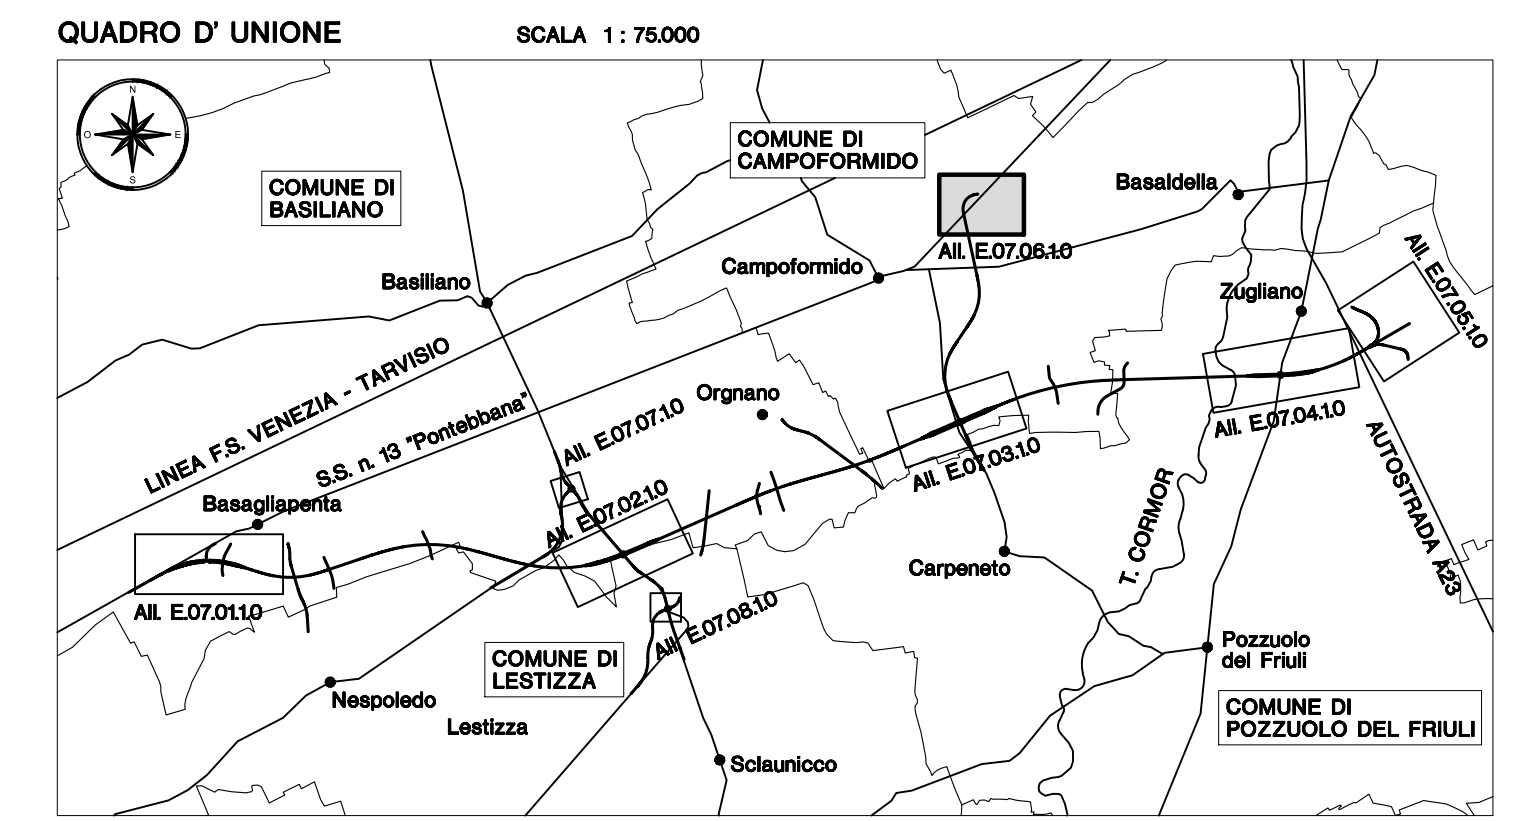 QUADRO D' UNIONE
SCALA 1 : 75.000
N
O
E
S
COMUNE DI
BASILIANO
COMUNE DI
CAMPOFORMIDO
Basaldella
All. E.07.06.1.0
Campoformido
Basiliano
Zugliano
All. E.07.05.1.0
LINEA F.S. VENEZIA - TARVISIO
S.S. n. 13 "Pontebbana"
Orgnano
All. E.07.07.1.0
All. E.07.04.1.0
All. E.07.03.1.0
All. E.07.02.1.0
Basagliapenta
All. E.07.01.1.0
AUTOSTRADA A23
T. CORMOR
Carpeneto
All. E.07.08.1.0
COMUNE DI
LESTIZZA
Pozzuolo
del Friuli
Nespoledo
Lestizza
COMUNE DI
POZZUOLO DEL FRIULI
Sclaunicco